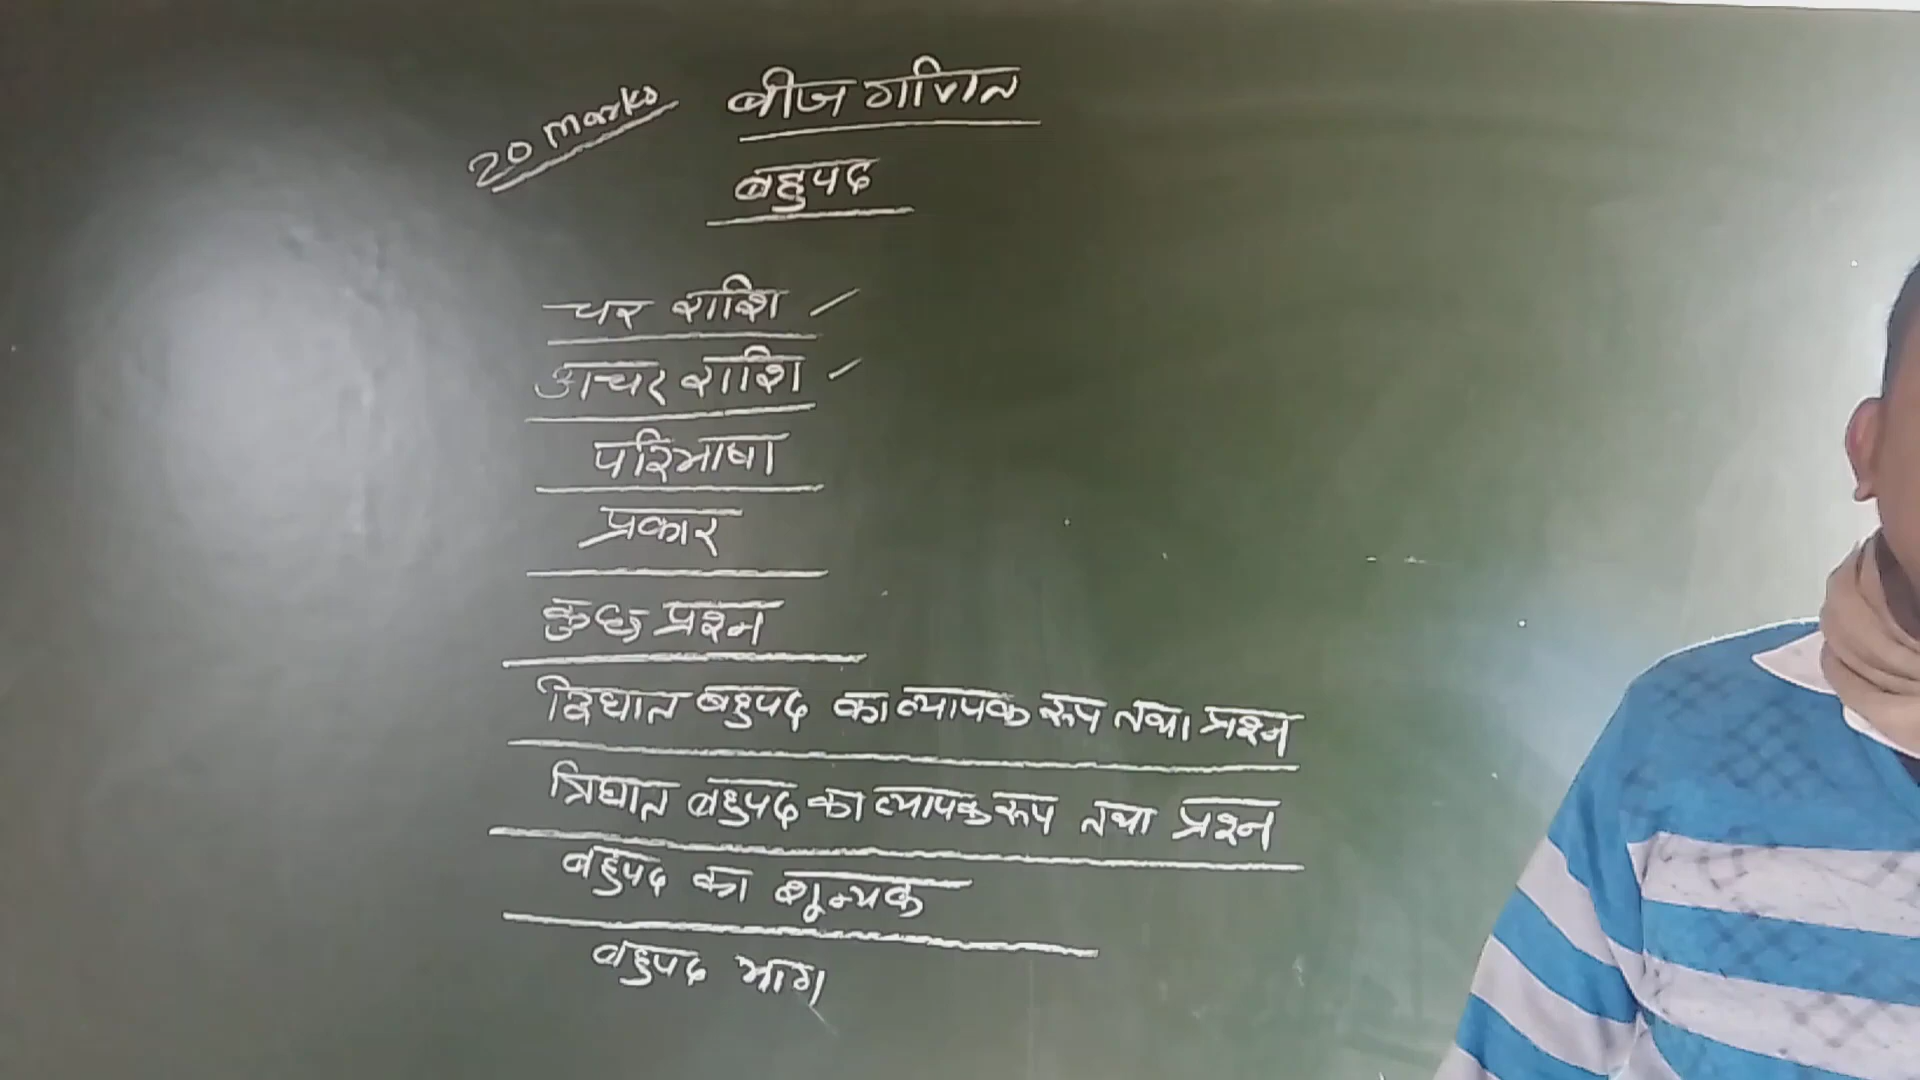 20 Marks
बीज गणित
बहुपद
चर राशि
अचर राशि
परिभाषा
प्रकार
कुछ प्रश्न
द्विघात बहुपद का व्यापक रूप तथा प्रश्न
त्रिघात बहुपद का व्यापक रूप तथा प्रश्न
बहुपद का शून्यक
बहुपद भाग